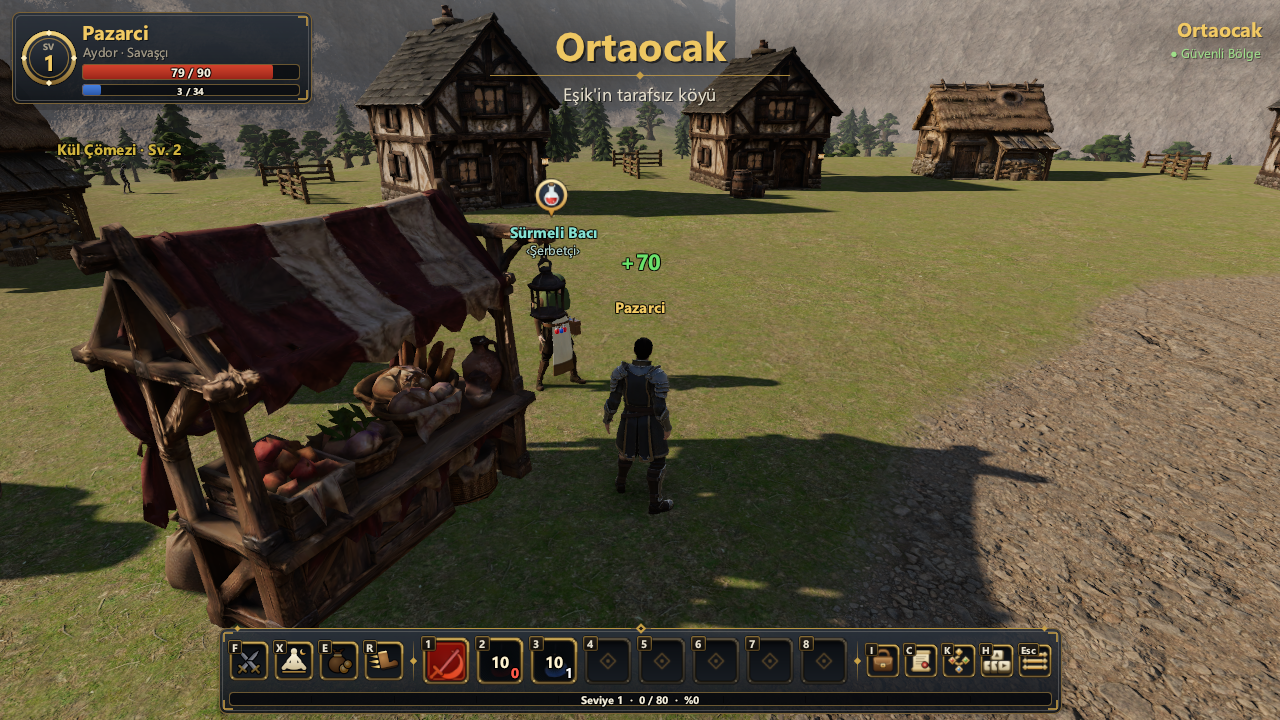 Pazarci
SV
1
Aydor · Savaşçı
79 / 90
3 / 34
Ortaocak
Eşik'in tarafsız köyü
Ortaocak
Güvenli Bölge
Kül Çömezi · Sv. 2
Sürmeli Bacı
‹Şerbetçi›
+70
Pazarci
F X E R 1 2 3 4 5 6 7 8 I C K H Esc
10 0 10 1
Seviye 1 · 0 / 80 · %0